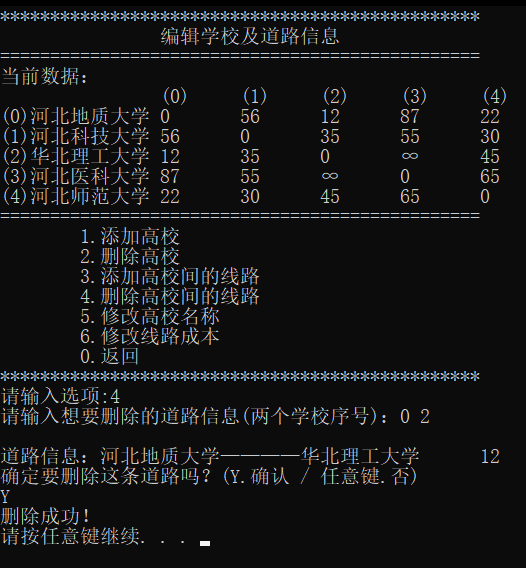 ************************************************
编辑学校及道路信息
================================================
当前数据:
(0) (1) (2) (3) (4)
(0)河北地质大学 0 56 12 87 22
(1)河北科技大学 56 0 35 55 30
(2)华北理工大学 12 35 0 ∞ 45
(3)河北医科大学 87 55 ∞ 0 65
(4)河北师范大学 22 30 45 65 0
================================================
1.添加高校
2.删除高校
3.添加高校间的线路
4.删除高校间的线路
5.修改高校名称
6.修改线路成本
0.返回
************************************************
请输入选项:4
请输入想要删除的道路信息(两个学校序号): 0 2
道路信息: 河北地质大学————华北理工大学 12
确定要删除这条道路吗? (Y.确认 / 任意键.否)
Y
删除成功!
请按任意键继续. . .